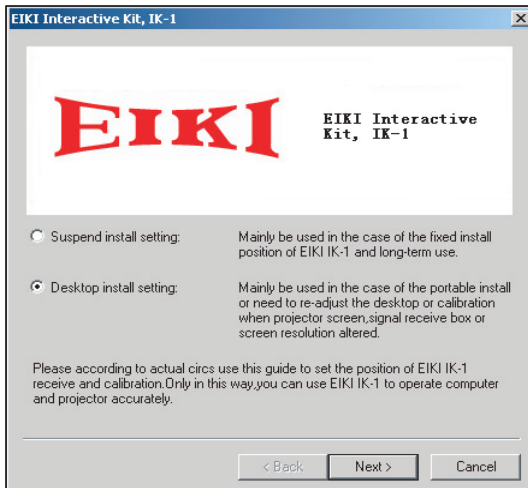 EIKI Interactive Kit, IK-1
EIKI
EIKI Interactive
Kit, IK-1
Suspend install setting:
Mainly be used in the case of the fixed install
position of EIKI IK-1 and long-term use.
Desktop install setting:
Mainly be used in the case of the portable install
or need to re-adjust the desktop or calibration
when projector screen,signal receive box or
screen resolution altered.
Please according to actual circs use this guide to set the position of EIKI IK-1
receive and calibration.Only in this way,you can use EIKI IK-1 to operate computer
and projector accurately.
< Back
Next >
Cancel